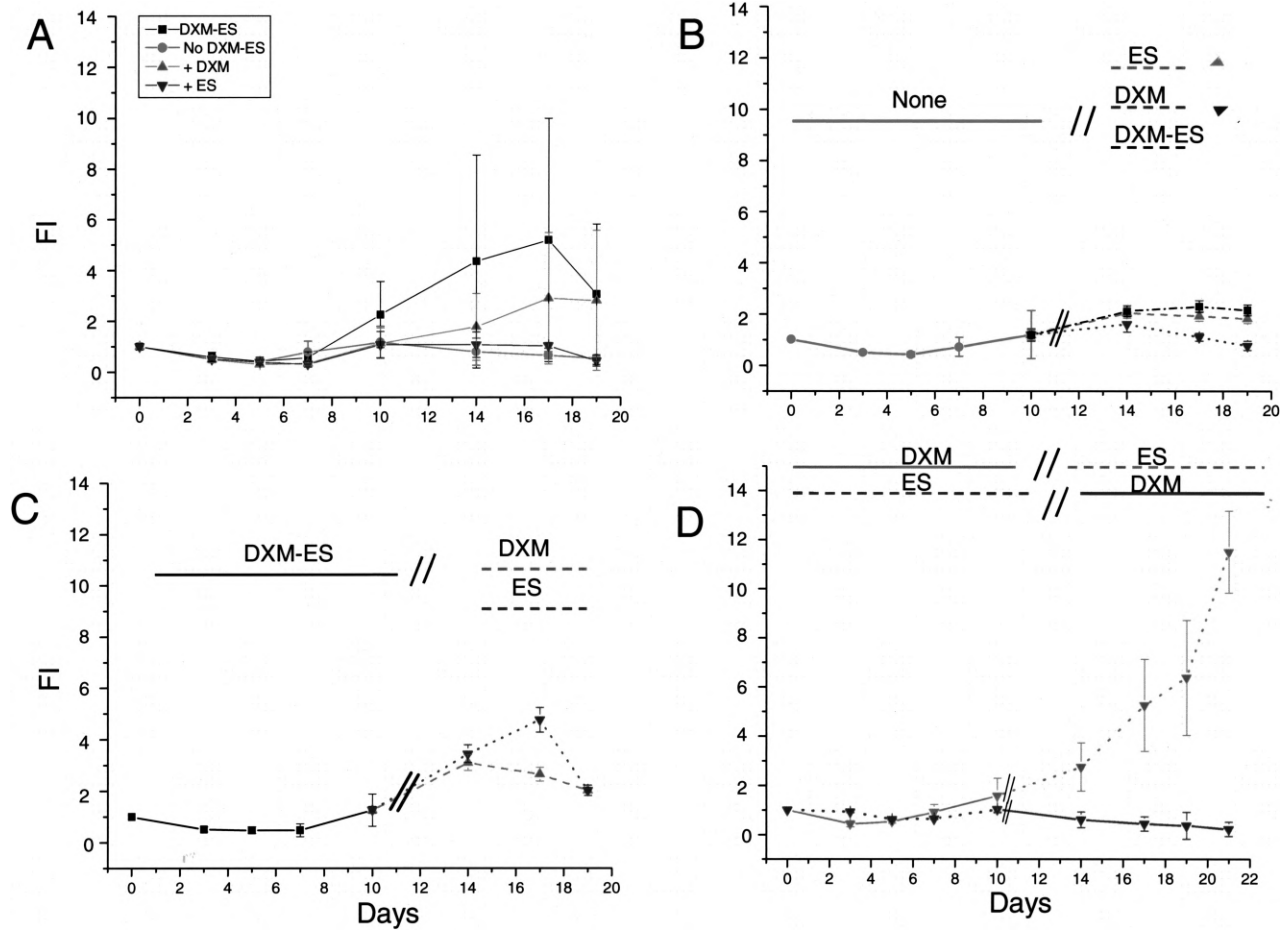 A
14
12
10
8
6
4
2
0
FI
DXM-ES
No DXM-ES
+ DXM
+ ES
0 2 4 6 8 10 12 14 16 18 20
B
14
12
10
8
6
4
2
0
None
ES
DXM
DXM-ES
0 2 4 6 8 10 12 14 16 18 20
C
14
12
10
8
6
4
2
0
FI
DXM-ES
DXM
ES
0 2 4 6 8 10 12 14 16 18 20
Days
D
DXM ES
ES DXM
14
12
10
8
6
4
2
0
0 2 4 6 8 10 12 14 16 18 20 22
Days